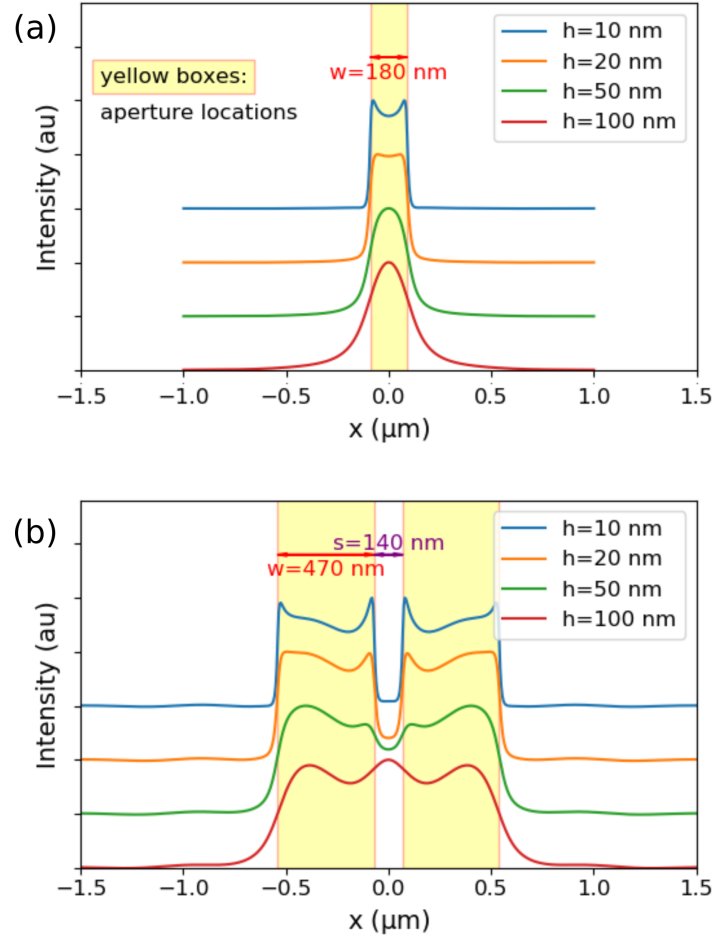 (a)
yellow boxes:
aperture locations
w=180 nm
h=10 nm
h=20 nm
h=50 nm
h=100 nm
Intensity (au)
−1.5 −1.0 −0.5 0.0 0.5 1.0 1.5
x (μm)
(b)
s=140 nm
w=470 nm
h=10 nm
h=20 nm
h=50 nm
h=100 nm
Intensity (au)
−1.5 −1.0 −0.5 0.0 0.5 1.0 1.5
x (μm)